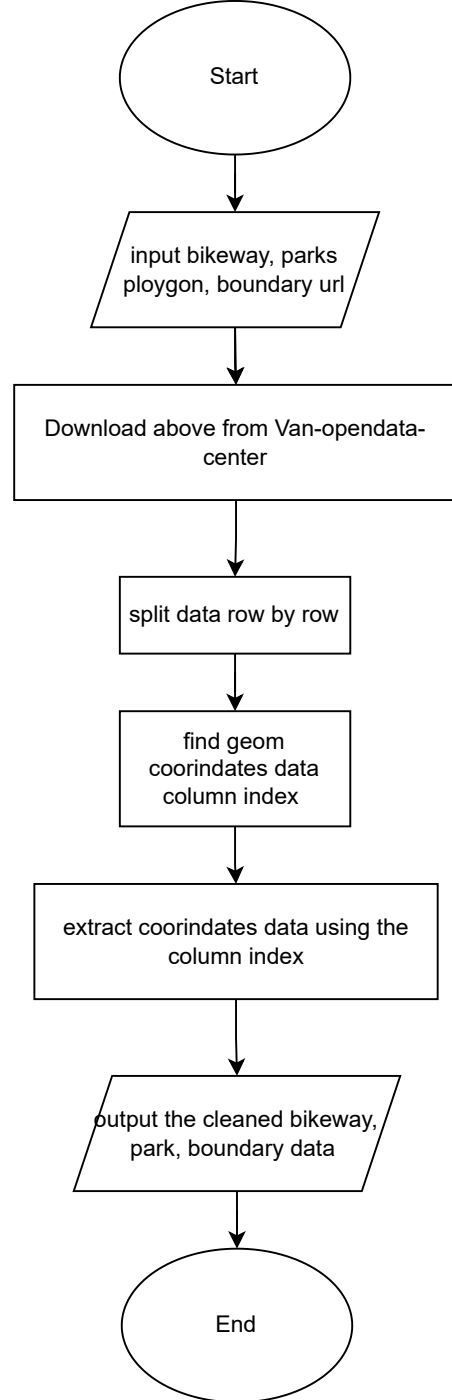 Start
input bikeway, parks
ploygon, boundary url
Download above from Van-opendata-
center
split data row by row
find geom
coorindates data
column index
extract coorindates data using the
column index
output the cleaned bikeway,
park, boundary data
End